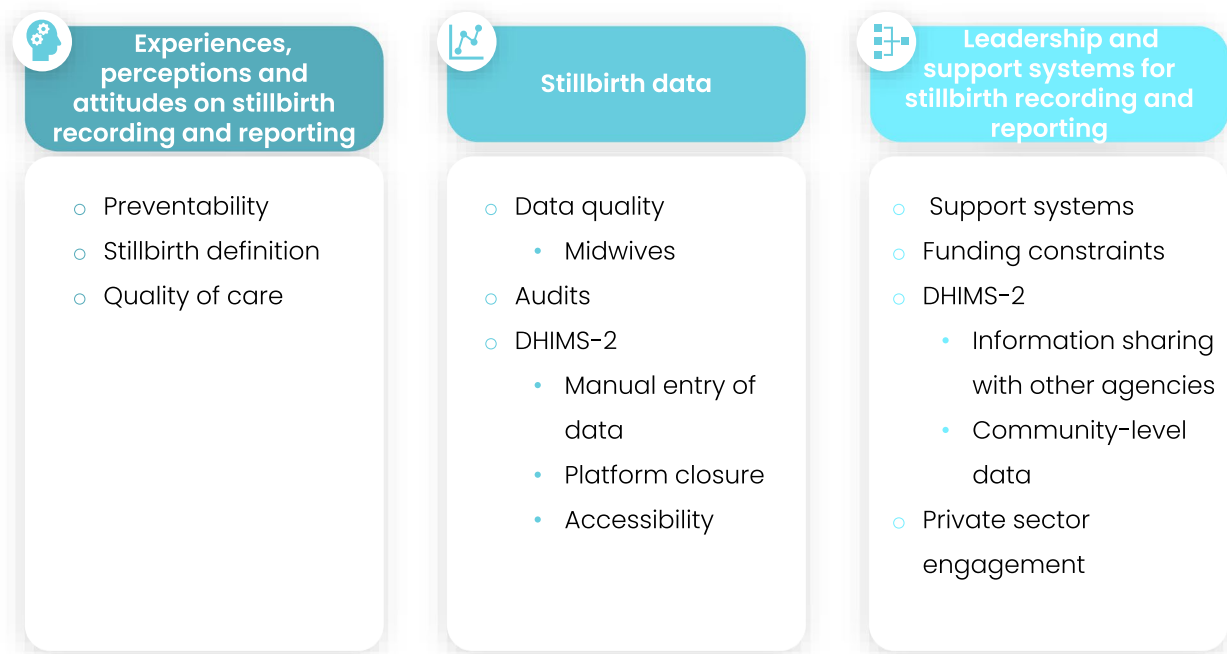 Experiences,
perceptions and
attitudes on stillbirth
recording and reporting
○ Preventability
○ Stillbirth definition
○ Quality of care
Stillbirth data
○ Data quality
• Midwives
○ Audits
○ DHIMS-2
• Manual entry of
data
• Platform closure
• Accessibility
Leadership and
support systems for
stillbirth recording and
reporting
○ Support systems
○ Funding constraints
○ DHIMS-2
• Information sharing
with other agencies
• Community-level
data
○ Private sector
engagement